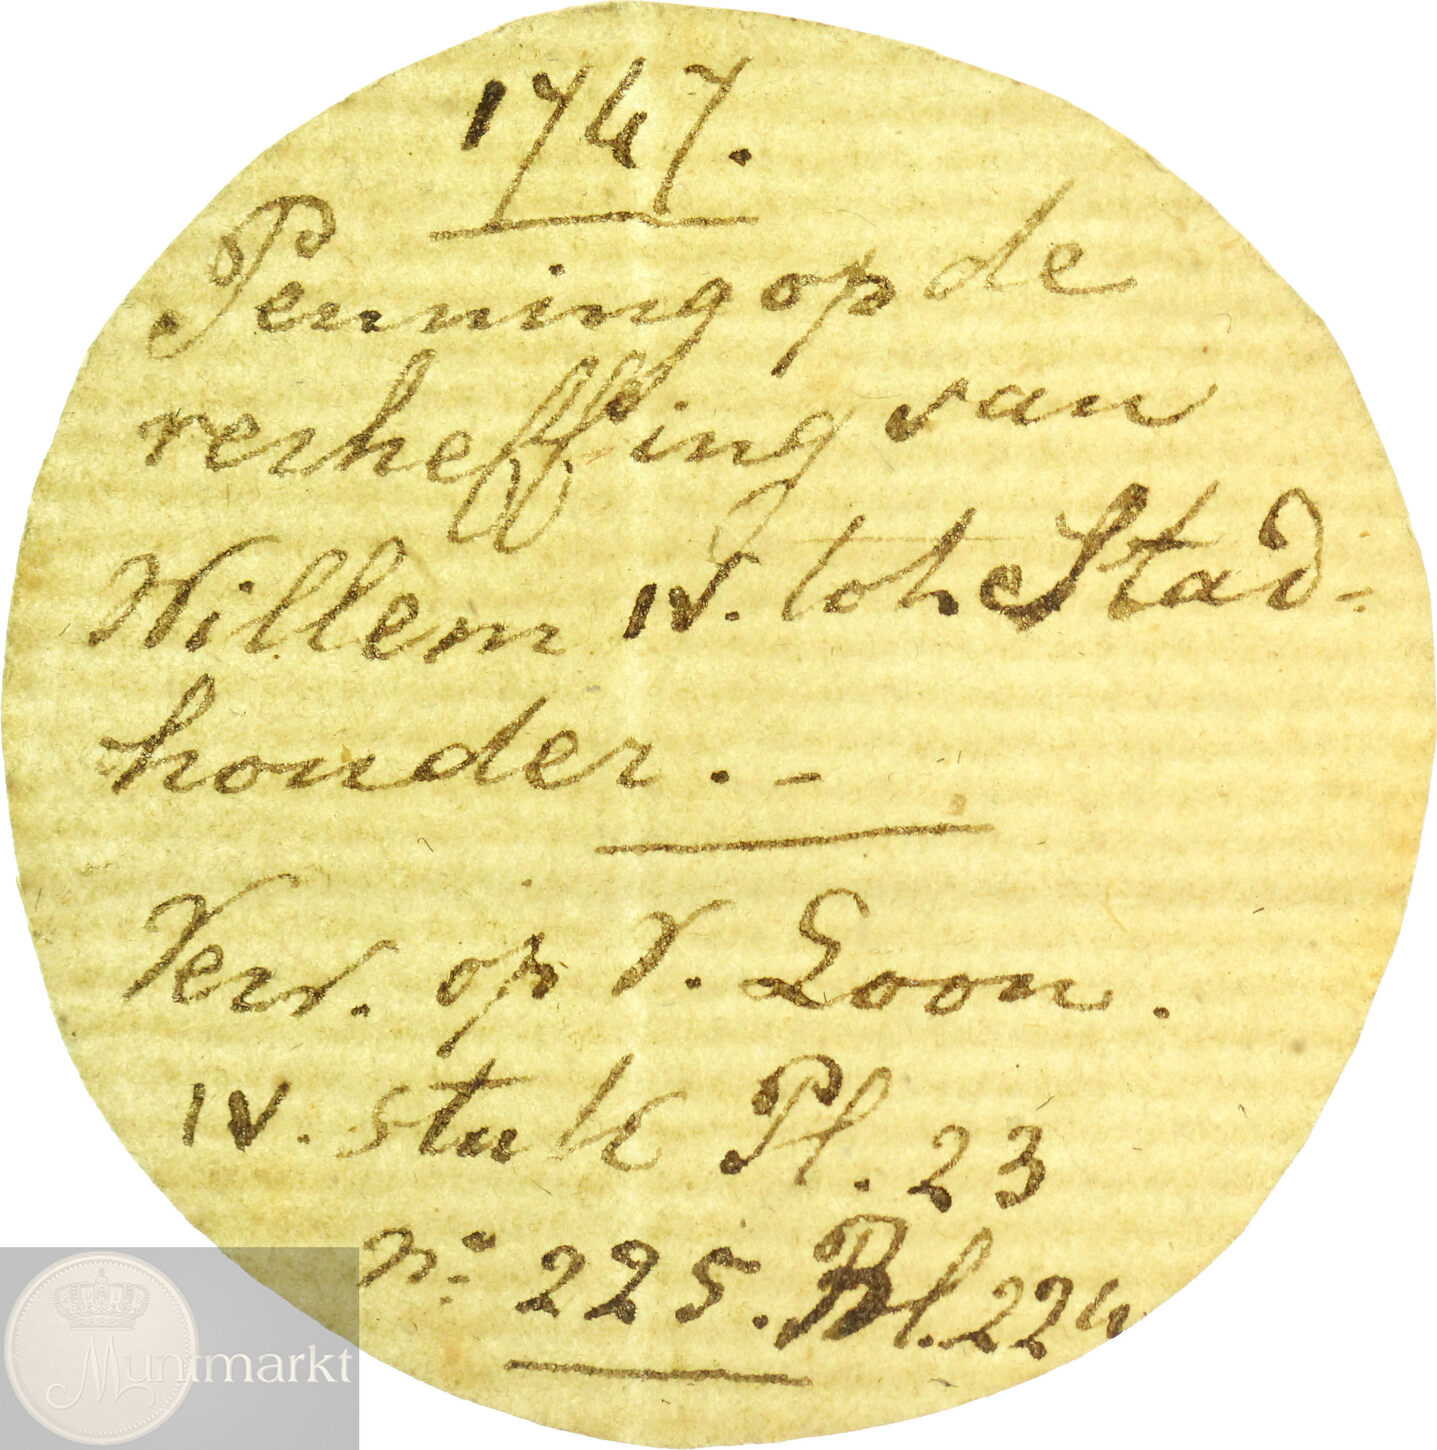 1747.
Penning op de
verheffing van
Willem IV. tot Stad-
houder. -
Verv. op v. Loon.
IV. stuk Pl. 23
No. 225. Bl. 224
Muntmarkt